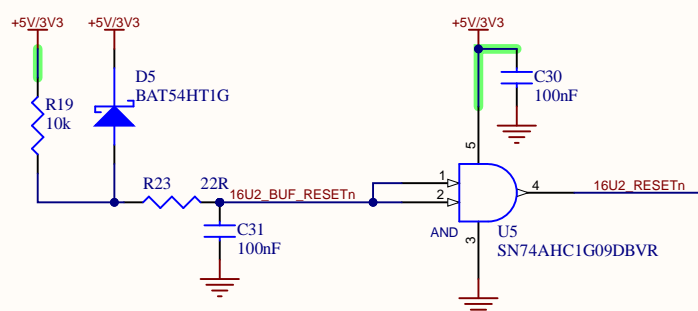 +5V/3V3
+5V/3V3
+5V/3V3
D5
BAT54HT1G
C30
100nF
R19
10k
5
R23
22R
16U2_BUF_RESETn
1
2
4
16U2_RESETn
C31
100nF
AND
3
U5
SN74AHC1G09DBVR